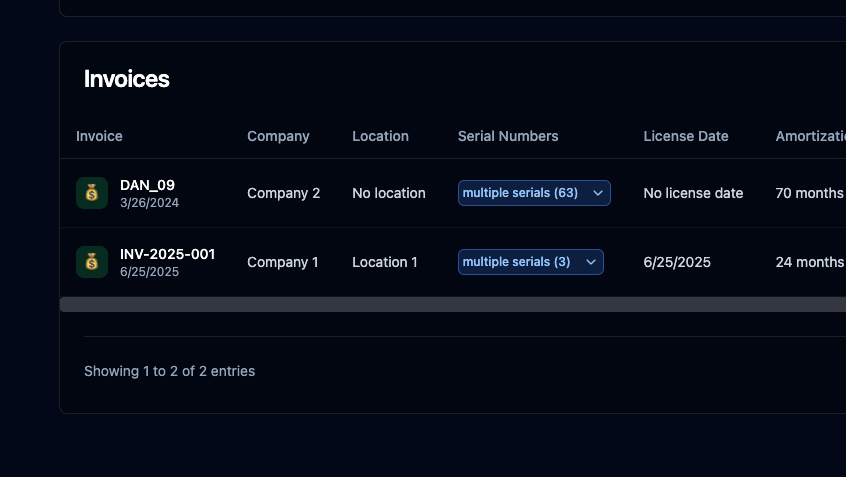 Invoices
Invoice Company Location Serial Numbers License Date
DAN_09
3/26/2024
Company 2 No location multiple serials (63) No license date 70 months
INV-2025-001
6/25/2025
Company 1 Location 1 multiple serials (3) 6/25/2025 24 months
Showing 1 to 2 of 2 entries